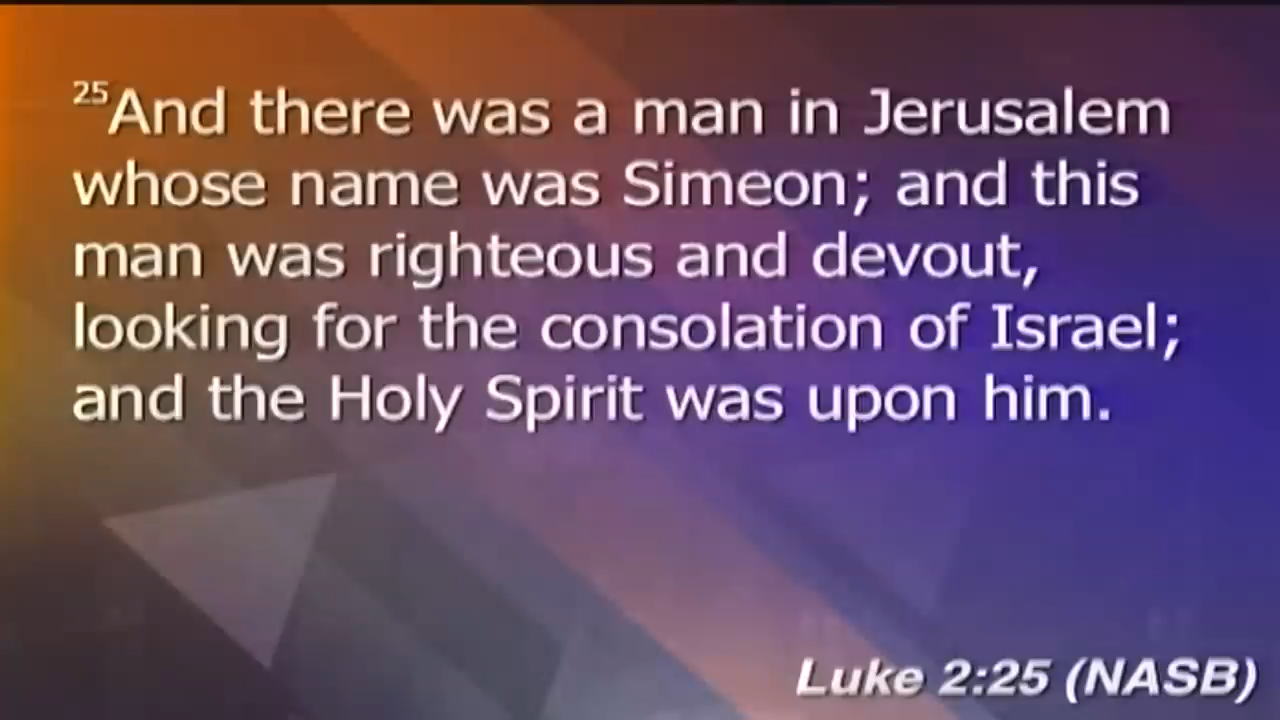 25And there was a man in Jerusalem
whose name was Simeon; and this
man was righteous and devout,
looking for the consolation of Israel;
and the Holy Spirit was upon him.
Luke 2:25 (NASB)